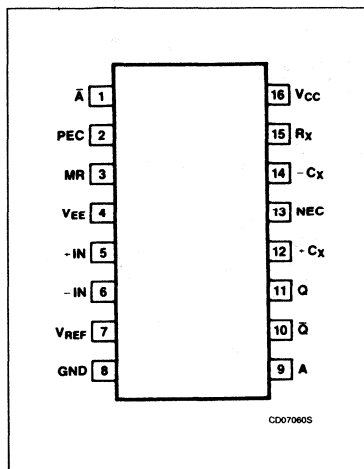 Ā 1
PEC 2
MR 3
VEE 4
+IN 5
−IN 6
VREF 7
GND 8
16 VCC
15 RX
14 −CX
13 NEC
12 +CX
11 Q
10 Q̄
9 A
CD07060S